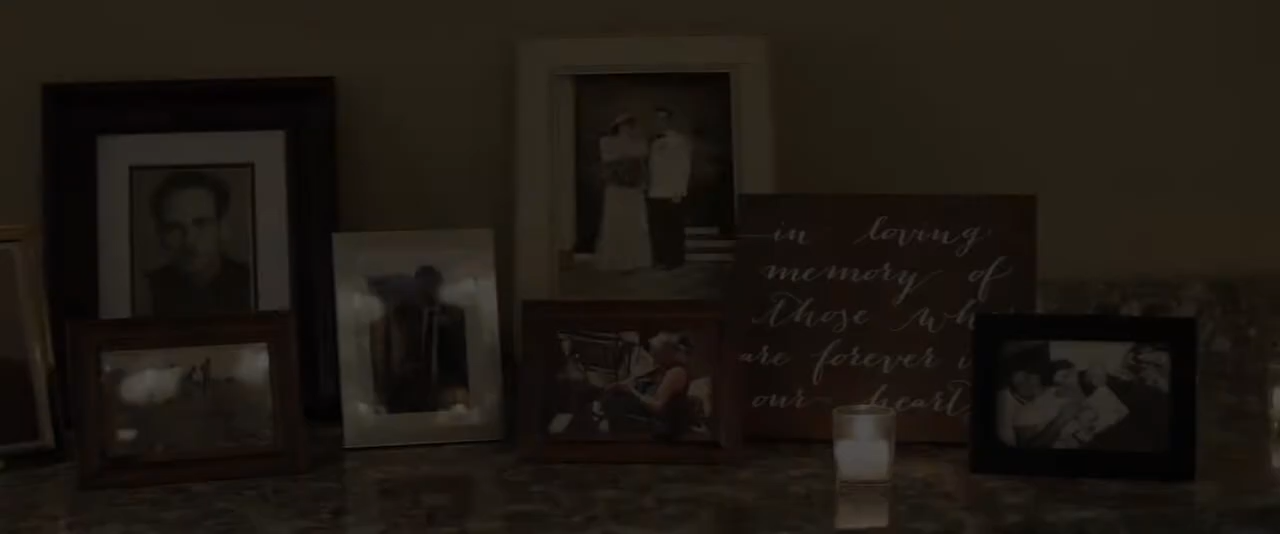 in loving
memory of
those wh
are forever
our heart